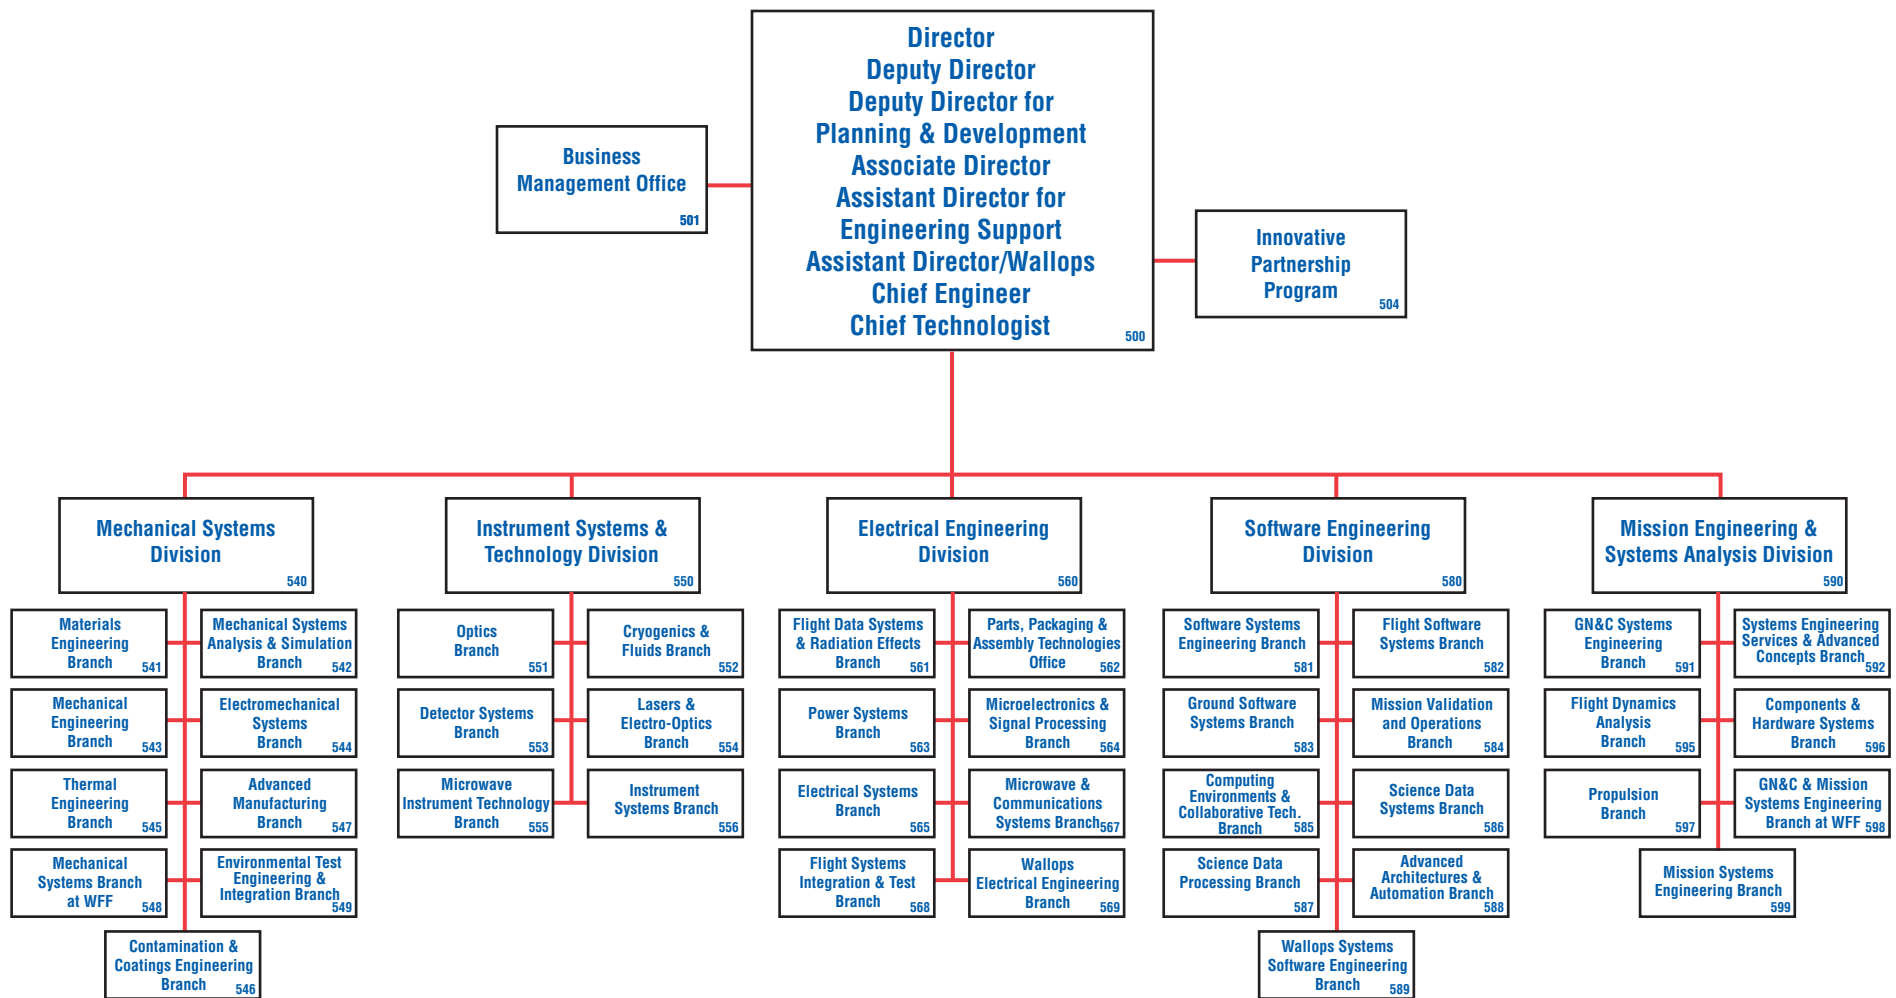 Director
Deputy Director
Deputy Director for
Planning & Development
Associate Director
Assistant Director for
Engineering Support
Assistant Director/Wallops
Chief Engineer
Chief Technologist
500
Business
Management Office
501
Innovative
Partnership
Program
504
Mechanical Systems
Division
540
Materials
Engineering
Branch
541
Mechanical Systems
Analysis & Simulation
Branch
542
Mechanical
Engineering
Branch
543
Electromechanical
Systems
Branch
544
Thermal
Engineering
Branch
545
Advanced
Manufacturing
Branch
547
Mechanical
Systems Branch
at WFF
548
Environmental Test
Engineering &
Integration Branch
549
Contamination &
Coatings Engineering
Branch
546
Instrument Systems &
Technology Division
550
Optics
Branch
551
Cryogenics &
Fluids Branch
552
Detector Systems
Branch
553
Lasers &
Electro-Optics
Branch
554
Microwave
Instrument Technology
Branch
555
Instrument
Systems Branch
556
Electrical Engineering
Division
560
Flight Data Systems
& Radiation Effects
Branch
561
Parts, Packaging &
Assembly Technologies
Office
562
Power Systems
Branch
563
Microelectronics &
Signal Processing
Branch
564
Electrical Systems
Branch
565
Microwave &
Communications
Systems Branch
567
Flight Systems
Integration & Test
Branch
568
Wallops
Electrical Engineering
Branch
569
Software Engineering
Division
580
Software Systems
Engineering Branch
581
Flight Software
Systems Branch
582
Ground Software
Systems Branch
583
Mission Validation
and Operations
Branch
584
Computing
Environments &
Collaborative Tech.
Branch
585
Science Data
Systems Branch
586
Science Data
Processing Branch
587
Advanced
Architectures &
Automation Branch
588
Wallops Systems
Software Engineering
Branch
589
Mission Engineering &
Systems Analysis Division
590
GN&C Systems
Engineering
Branch
591
Systems Engineering
Services & Advanced
Concepts Branch
592
Flight Dynamics
Analysis
Branch
595
Components &
Hardware Systems
Branch
596
Propulsion
Branch
597
GN&C & Mission
Systems Engineering
Branch at WFF
598
Mission Systems
Engineering Branch
599